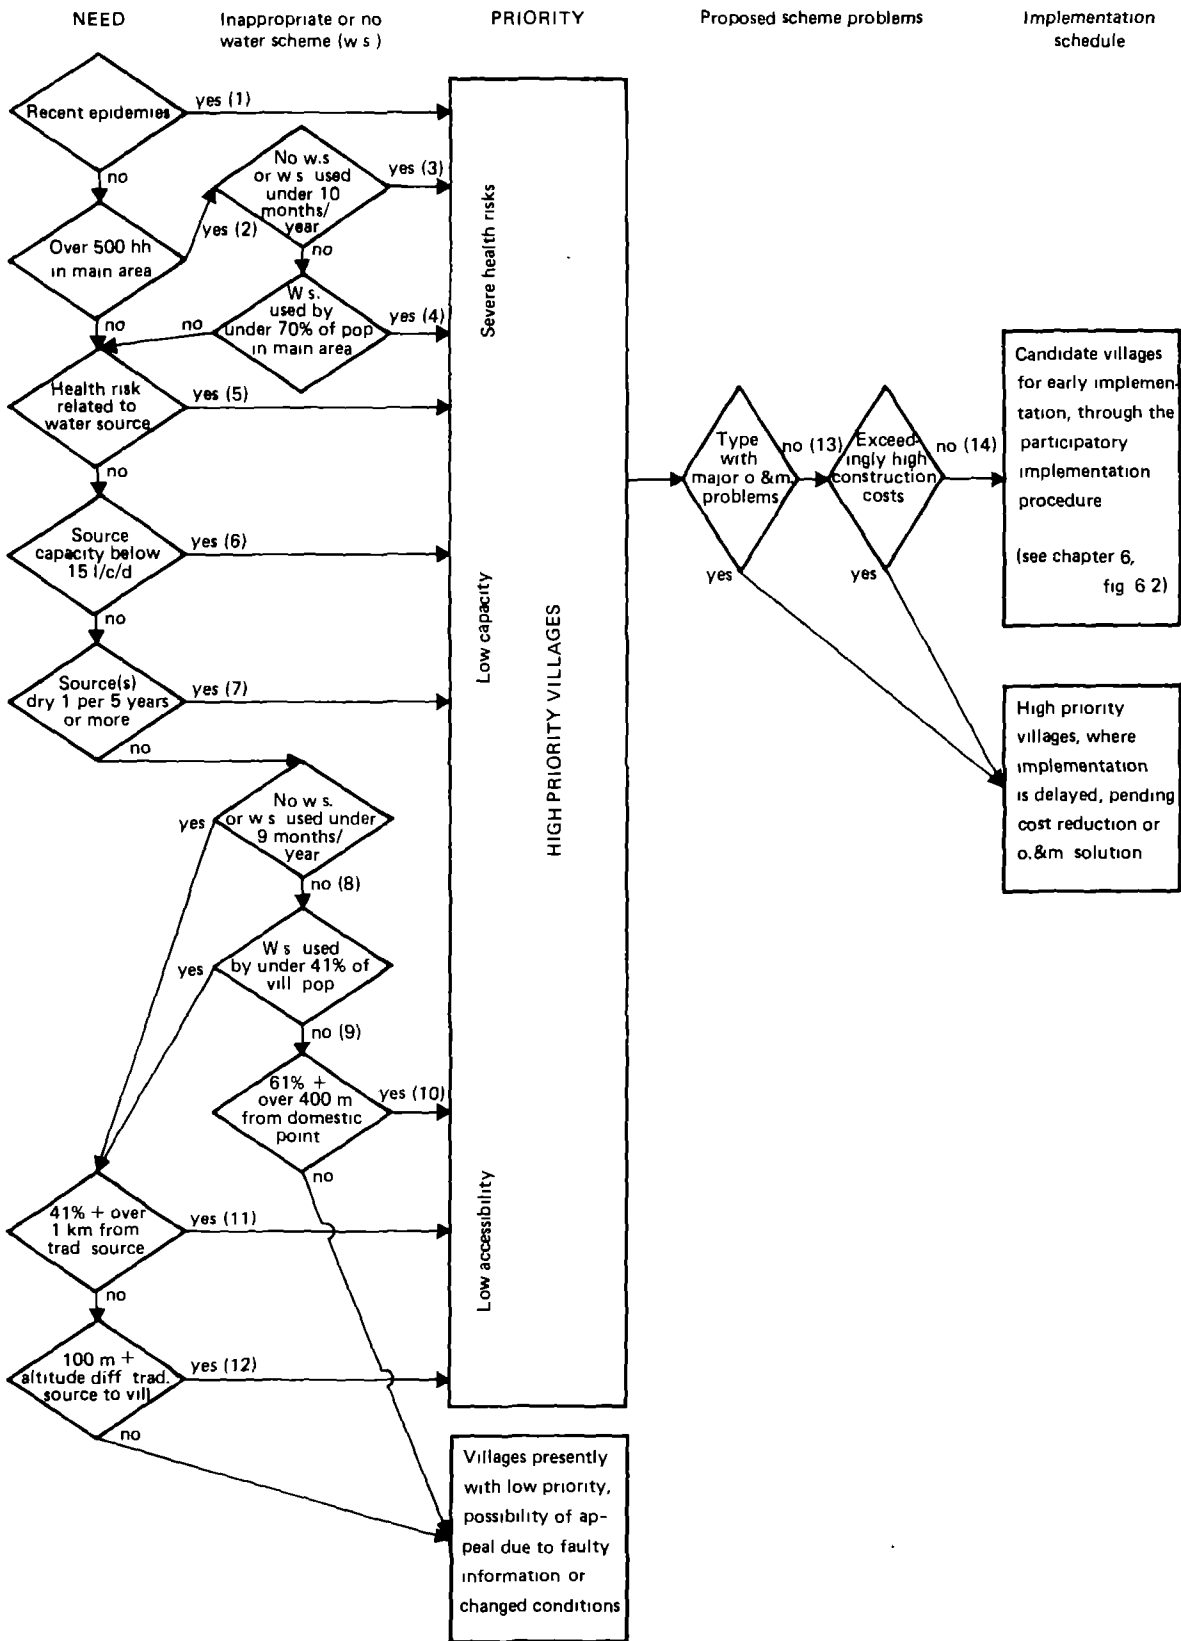 NEED
Inappropriate or no
water scheme (w s )
PRIORITY
Proposed scheme problems
Implementation
schedule
Recent epidemies
yes (1)
no
No w.s
or w s used
under 10
months/
year
yes (3)
no
Over 500 hh
in main area
yes (2)
no
W s.
used by
under 70% of pop
in main area
yes (4)
no
Health risk
related to
water source
yes (5)
no
Source
capacity below
15 l/c/d
yes (6)
no
Source(s)
dry 1 per 5 years
or more
yes (7)
no
No w s.
or w s used under
9 months/
year
yes
no (8)
W s used
by under 41% of
vill pop
yes
no (9)
61% +
over 400 m
from domestic
point
yes (10)
no
41% + over
1 km from
trad source
yes (11)
no
100 m +
altitude diff trad.
source to vill
yes (12)
no
Severe health risks
Low capacity
Low accessibility
HIGH PRIORITY VILLAGES
Villages presently
with low priority,
possibility of ap-
peal due to faulty
information or
changed conditions
Type
with
major o &m.
problems
no (13)
yes
Exceed-
ingly high
construction
costs
no (14)
yes
Candidate villages
for early implemen-
tation, through the
participatory
implementation
procedure
(see chapter 6,
fig 6 2)
High priority
villages, where
implementation
is delayed, pending
cost reduction or
o.&m solution